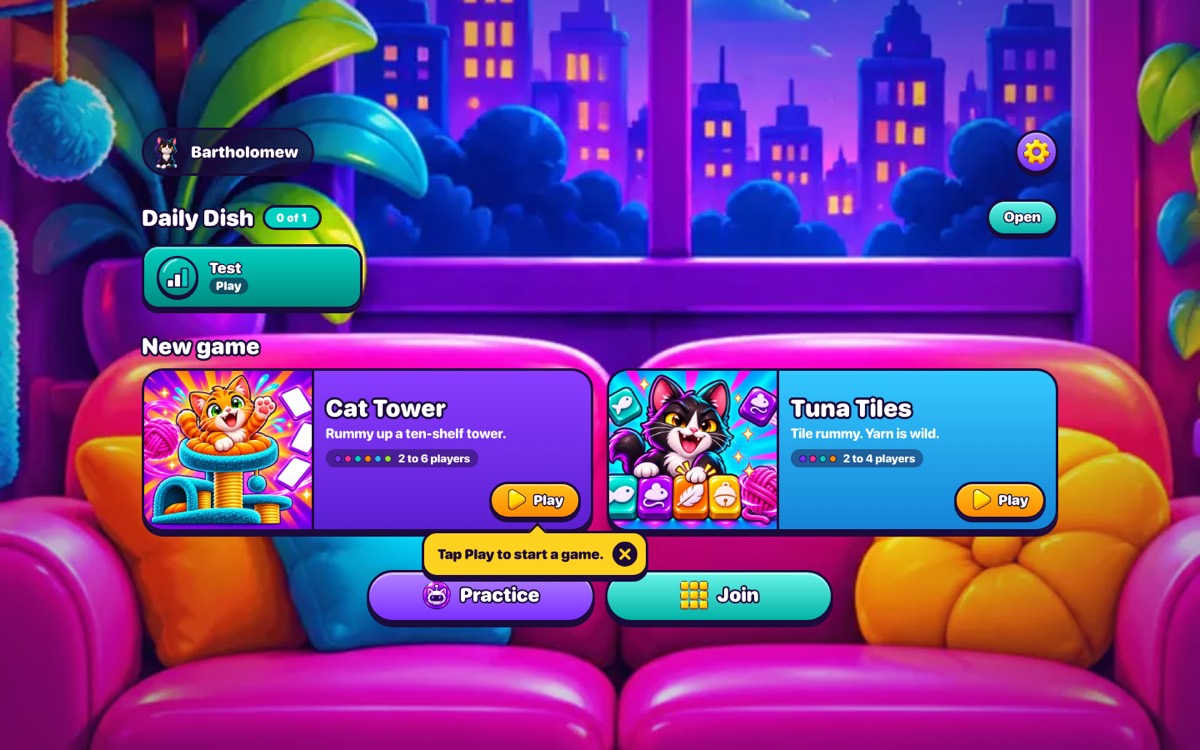 Bartholomew
Daily Dish 0 of 1
Open
Test
Play
New game
Cat Tower
Rummy up a ten-shelf tower.
2 to 6 players
Play
Tuna Tiles
Tile rummy. Yarn is wild.
2 to 4 players
Play
Tap Play to start a game.
Practice
Join